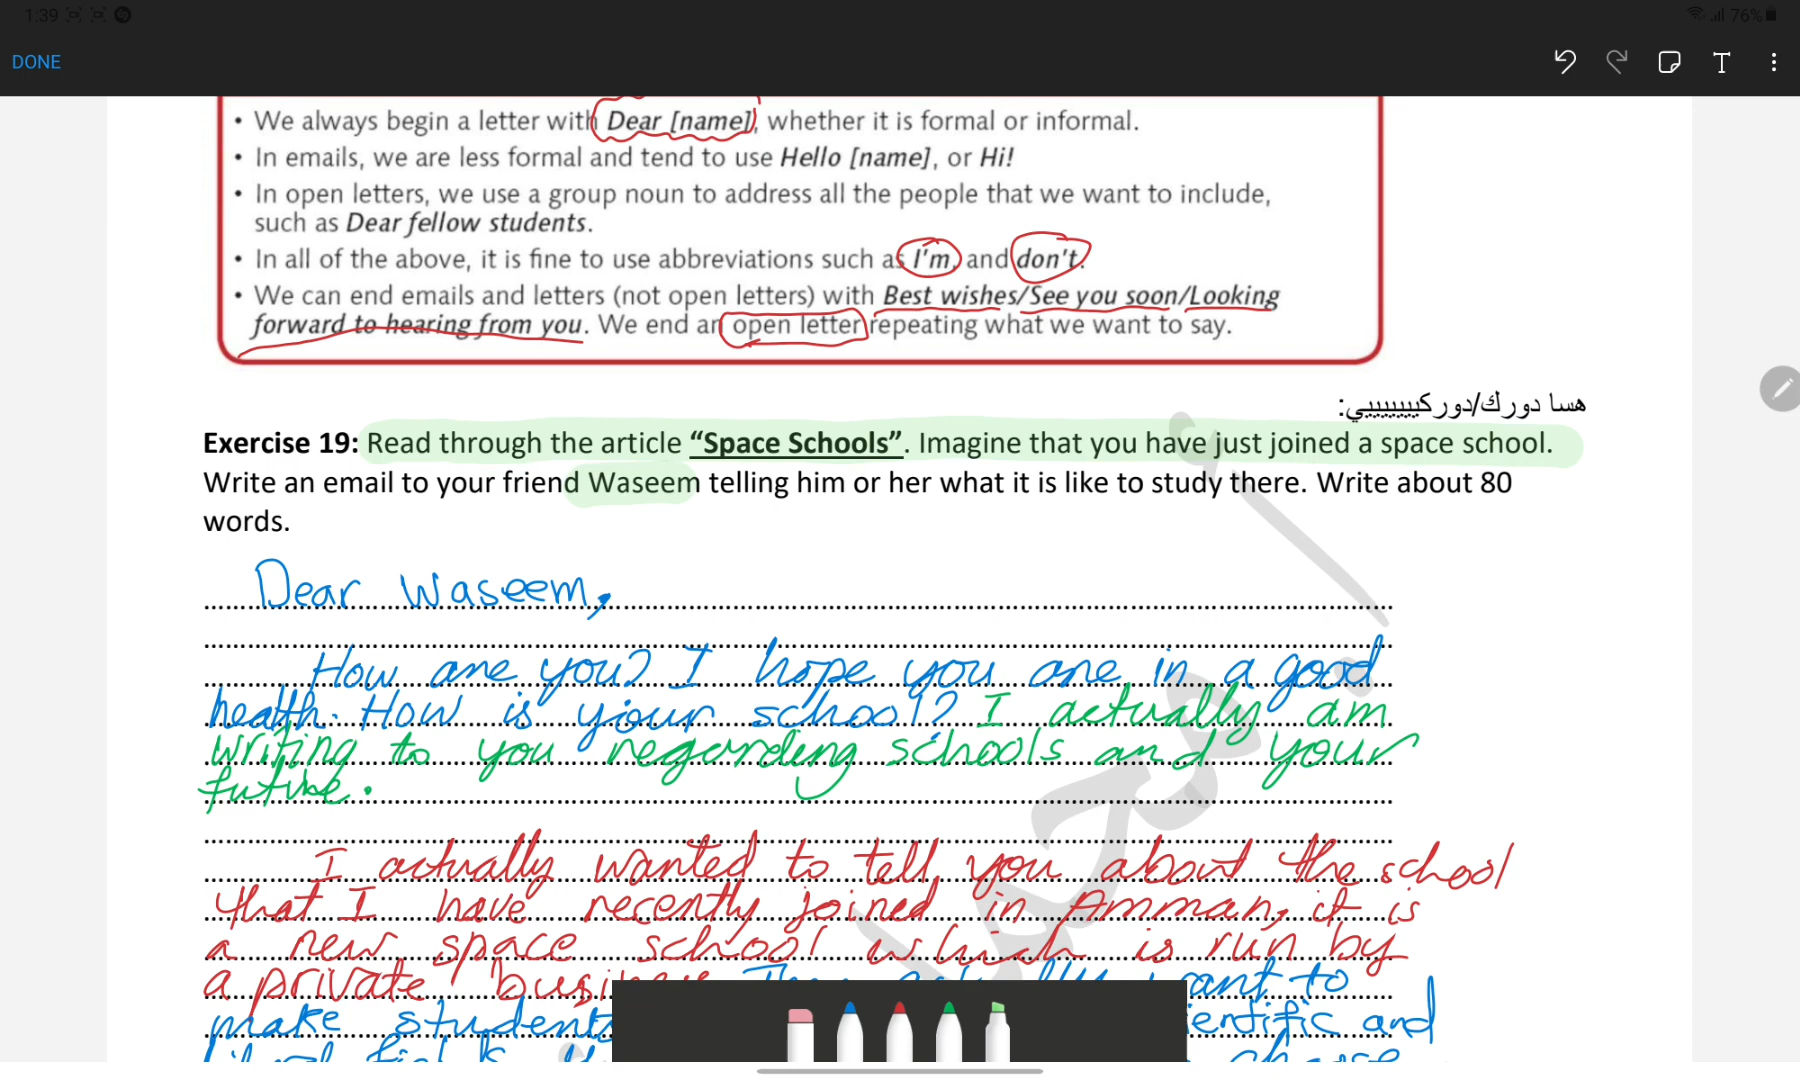 1:39
76%
DONE
• We always begin a letter with Dear [name], whether it is formal or informal.
• In emails, we are less formal and tend to use Hello [name], or Hi!
• In open letters, we use a group noun to address all the people that we want to include,
such as Dear fellow students.
• In all of the above, it is fine to use abbreviations such as I'm, and don't.
• We can end emails and letters (not open letters) with Best wishes/See you soon/Looking
forward to hearing from you. We end an open letter repeating what we want to say.
هسا دورك/دوركيييييييي:
Exercise 19: Read through the article “Space Schools”. Imagine that you have just joined a space school.
Write an email to your friend Waseem telling him or her what it is like to study there. Write about 80
words.
Dear Waseem,
How are you? I hope you are in a good
health. How is your school? I actually am
writing to you regarding schools and your
future.
I actually wanted to tell you about the school
that I have recently joined in Amman, it is
a new space school which is run by
a private want to
make students and
choose